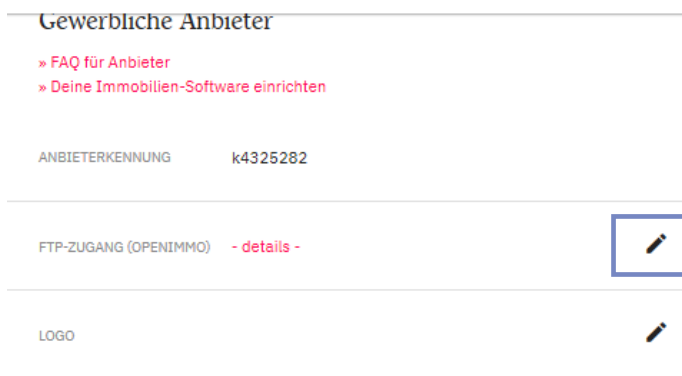 Gewerbliche Anbieter
» FAQ für Anbieter
» Deine Immobilien-Software einrichten
ANBIETERKENNUNG k4325282
FTP-ZUGANG (OPENIMMO) - details -
LOGO